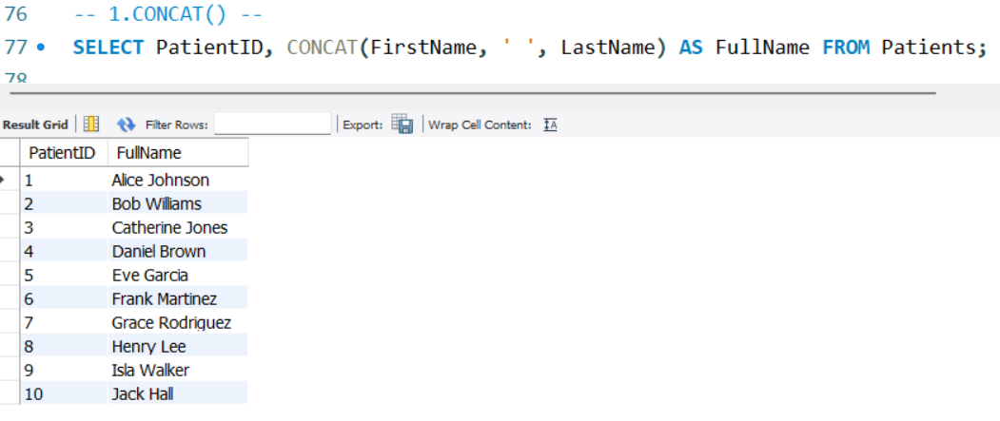 76 -- 1.CONCAT() --
77 SELECT PatientID, CONCAT(FirstName, ' ', LastName) AS FullName FROM Patients;
78
Result Grid Filter Rows: Export: Wrap Cell Content: IA
PatientID FullName
1 Alice Johnson
2 Bob Williams
3 Catherine Jones
4 Daniel Brown
5 Eve Garcia
6 Frank Martinez
7 Grace Rodriguez
8 Henry Lee
9 Isla Walker
10 Jack Hall